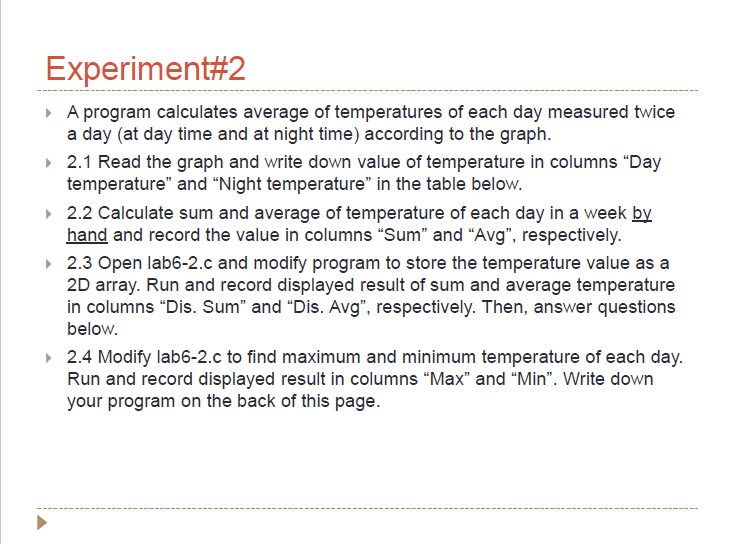 Experiment#2
A program calculates average of temperatures of each day measured twice
a day (at day time and at night time) according to the graph.
2.1 Read the graph and write down value of temperature in columns “Day
temperature” and “Night temperature” in the table below.
2.2 Calculate sum and average of temperature of each day in a week by
hand and record the value in columns “Sum” and “Avg”, respectively.
2.3 Open lab6-2.c and modify program to store the temperature value as a
2D array. Run and record displayed result of sum and average temperature
in columns “Dis. Sum” and “Dis. Avg”, respectively. Then, answer questions
below.
2.4 Modify lab6-2.c to find maximum and minimum temperature of each day.
Run and record displayed result in columns “Max” and “Min”. Write down
your program on the back of this page.